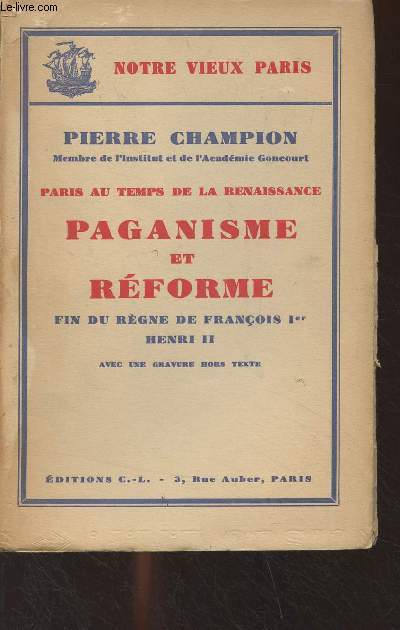 Le-livre.com
NOTRE VIEUX PARIS
PIERRE CHAMPION
Membre de l'Institut et de l'Académie Goncourt
PARIS AU TEMPS DE LA RENAISSANCE
PAGANISME
ET
RÉFORME
FIN DU RÈGNE DE FRANÇOIS Ier
HENRI II
AVEC UNE GRAVURE HORS TEXTE
ÉDITIONS C.-L. - 3, Rue Auber, PARIS